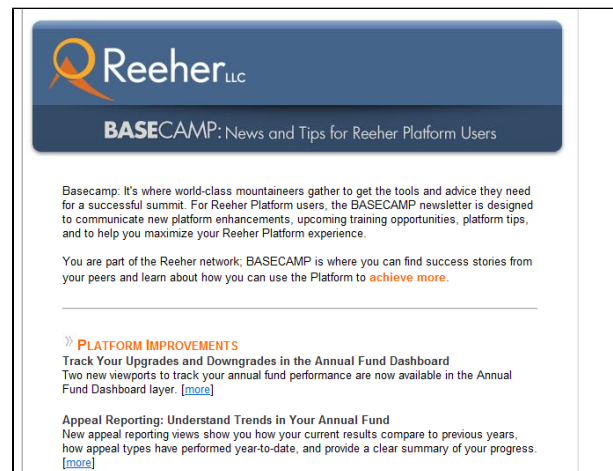 Reeher LLC
BASECAMP: News and Tips for Reeher Platform Users
Basecamp: It's where world-class mountaineers gather to get the tools and advice they need
for a successful summit. For Reeher Platform users, the BASECAMP newsletter is designed
to communicate new platform enhancements, upcoming training opportunities, platform tips,
and to help you maximize your Reeher Platform experience.
You are part of the Reeher network; BASECAMP is where you can find success stories from
your peers and learn about how you can use the Platform to achieve more.
» PLATFORM IMPROVEMENTS
Track Your Upgrades and Downgrades in the Annual Fund Dashboard
Two new viewports to track your annual fund performance are now available in the Annual
Fund Dashboard layer. [more]
Appeal Reporting: Understand Trends in Your Annual Fund
New appeal reporting views show you how your current results compare to previous years,
how appeal types have performed year-to-date, and provide a clear summary of your progress.
[more]